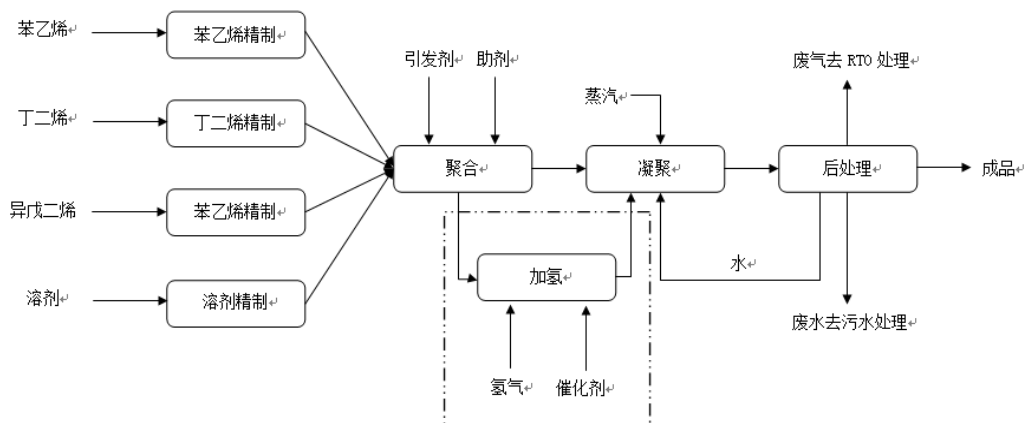 苯乙烯
苯乙烯精制
引发剂
助剂
废气去 RTO 处理
蒸汽
丁二烯
丁二烯精制
聚合
凝聚
后处理
成品
异戊二烯
苯乙烯精制
水
加氢
溶剂
溶剂精制
废水去污水处理
氢气
催化剂